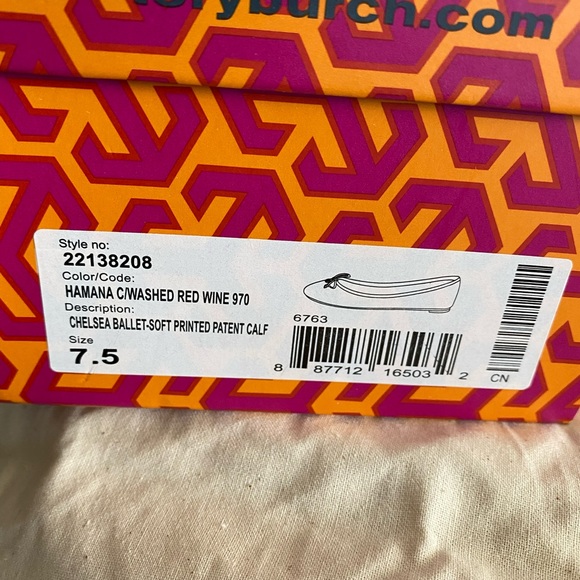 toryburch.com
Style no:
22138208
Color/Code:
HAMANA C/WASHED RED WINE 970
Description:
CHELSEA BALLET-SOFT PRINTED PATENT CALF
Size
7.5
6763
8 87712 16503 2
CN